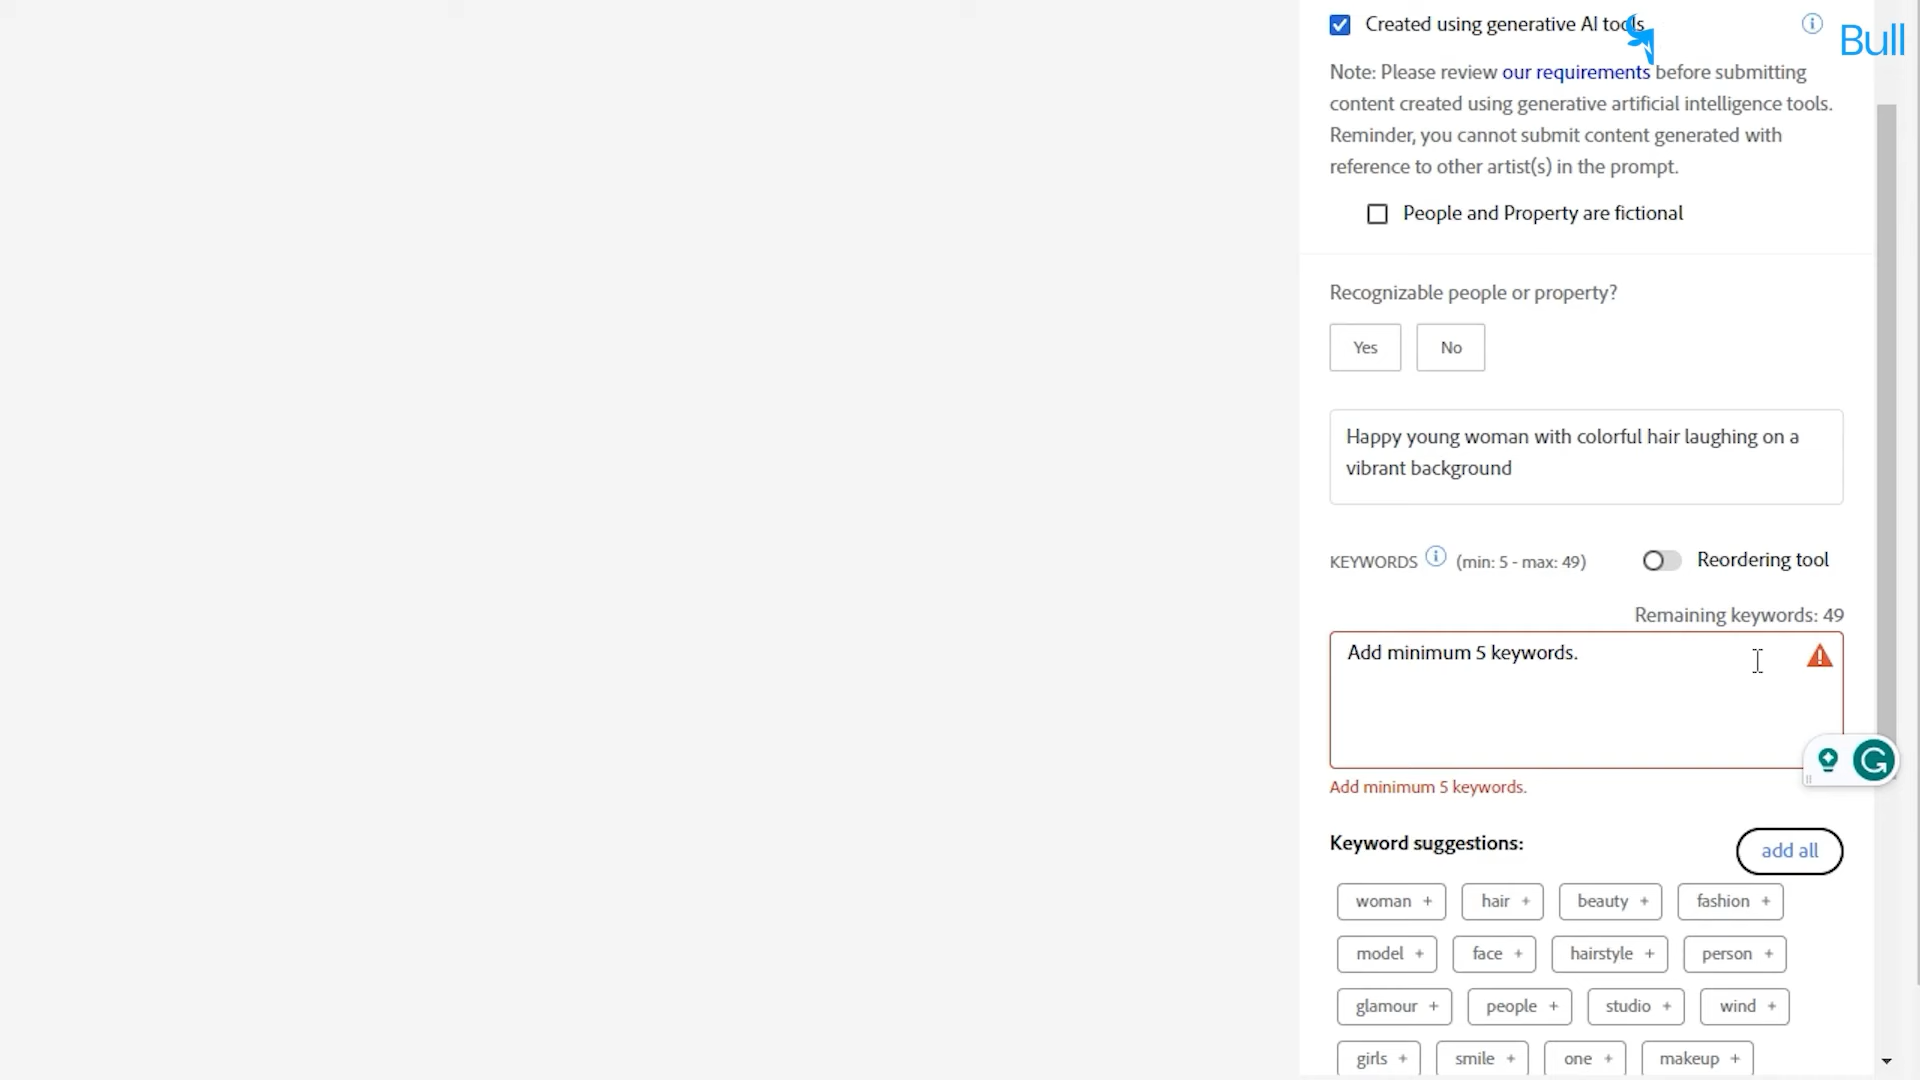 Created using generative AI tools
Bull
Note: Please review our requirements before submitting
content created using generative artificial intelligence tools.
Reminder, you cannot submit content generated with
reference to other artist(s) in the prompt.
People and Property are fictional
Recognizable people or property?
Yes No
Happy young woman with colorful hair laughing on a
vibrant background
KEYWORDS (min: 5 - max: 49) Reordering tool
Remaining keywords: 49
Add minimum 5 keywords.
Add minimum 5 keywords.
Keyword suggestions: add all
woman + hair + beauty + fashion +
model + face + hairstyle + person +
glamour + people + studio + wind +
girls + smile + one + makeup +